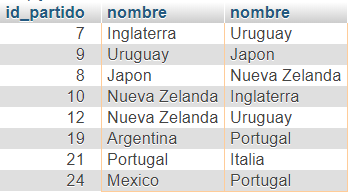 id_partido nombre nombre
7 Inglaterra Uruguay
9 Uruguay Japon
8 Japon Nueva Zelanda
10 Nueva Zelanda Inglaterra
12 Nueva Zelanda Uruguay
19 Argentina Portugal
21 Portugal Italia
24 Mexico Portugal